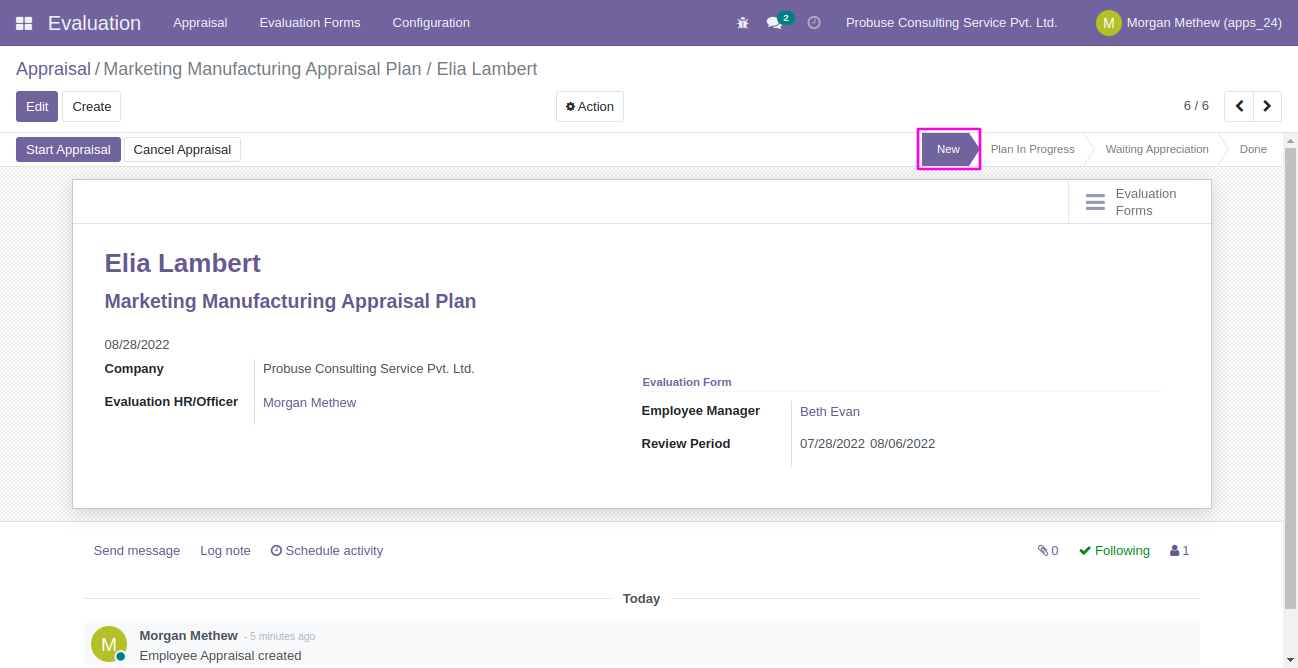 Evaluation Appraisal Evaluation Forms Configuration 2 Probuse Consulting Service Pvt. Ltd. M Morgan Methew (apps_24)
Appraisal / Marketing Manufacturing Appraisal Plan / Elia Lambert
Edit Create Action 6 / 6
Start Appraisal Cancel Appraisal New Plan In Progress Waiting Appreciation Done
Evaluation
Forms
Elia Lambert
Marketing Manufacturing Appraisal Plan
08/28/2022
Company Probuse Consulting Service Pvt. Ltd.
Evaluation HR/Officer Morgan Methew
Evaluation Form
Employee Manager Beth Evan
Review Period 07/28/2022 08/06/2022
Send message Log note Schedule activity 0 Following 1
Today
M Morgan Methew - 5 minutes ago
Employee Appraisal created